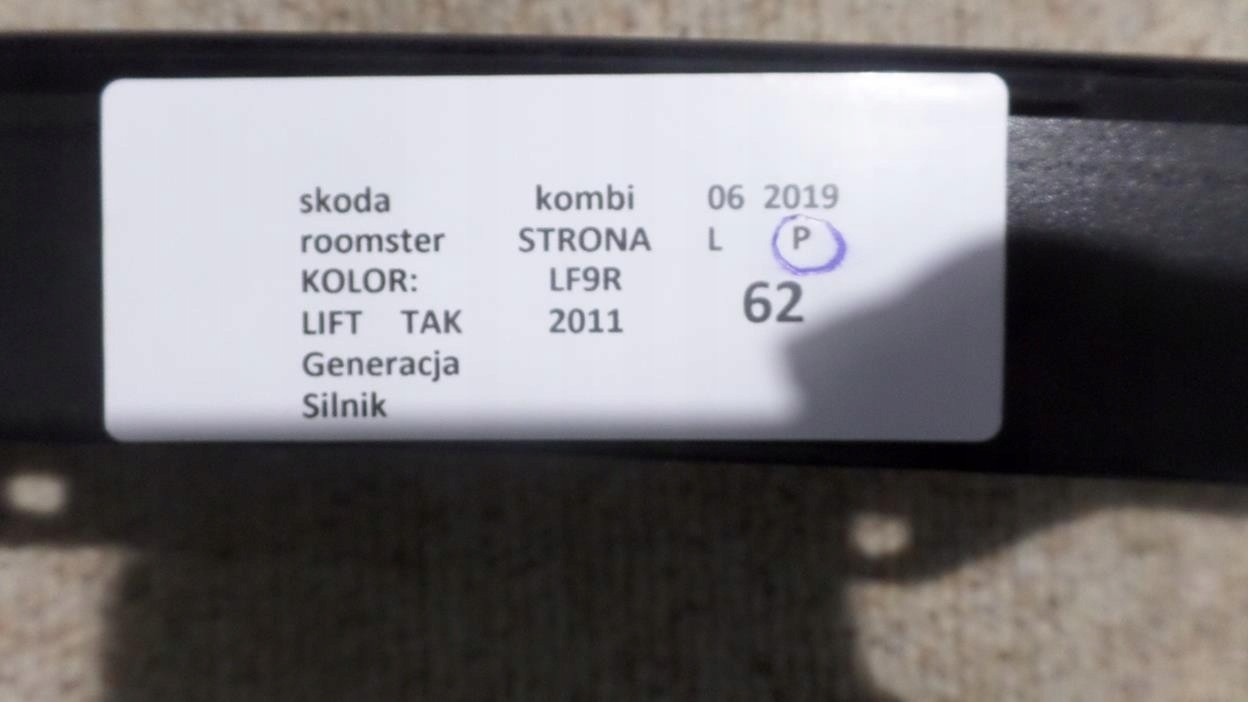 skoda kombi 06 2019
roomster STRONA L P
KOLOR: LF9R
62
LIFT TAK 2011
Generacja
Silnik